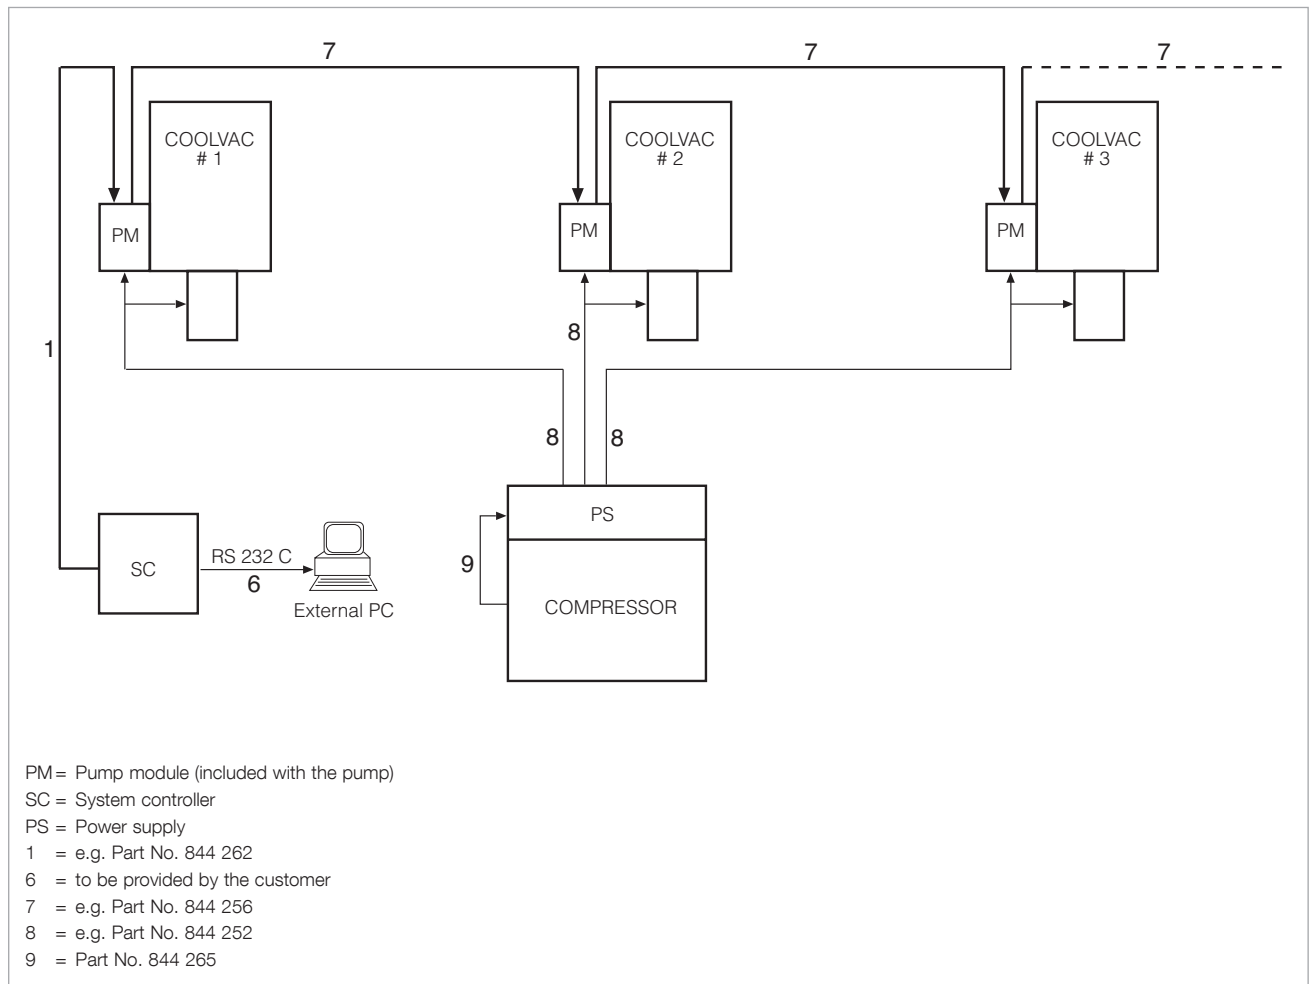 7
7
7
COOLVAC
# 1
COOLVAC
# 2
COOLVAC
# 3
PM
PM
PM
8
1
8
8
PS
9
SC
RS 232 C
6
COMPRESSOR
External PC
PM = Pump module (included with the pump)
SC = System controller
PS = Power supply
1 = e.g. Part No. 844 262
6 = to be provided by the customer
7 = e.g. Part No. 844 256
8 = e.g. Part No. 844 252
9 = Part No. 844 265